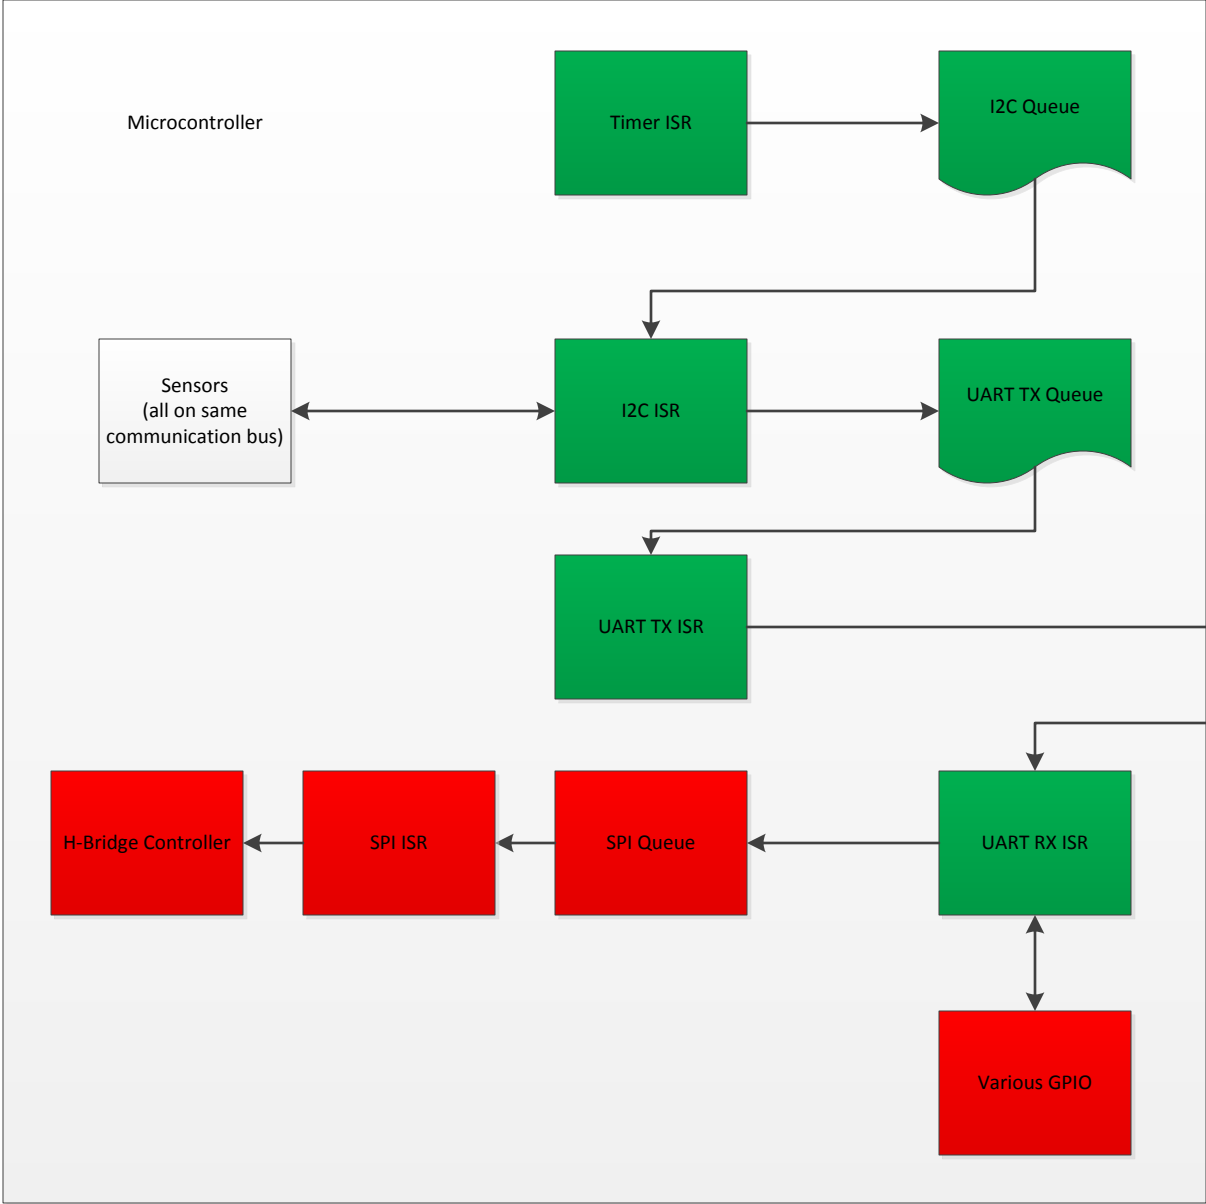 Microcontroller
Timer ISR
I2C Queue
Sensors
(all on same
communication bus)
I2C ISR
UART TX Queue
UART TX ISR
H-Bridge Controller
SPI ISR
SPI Queue
UART RX ISR
Various GPIO